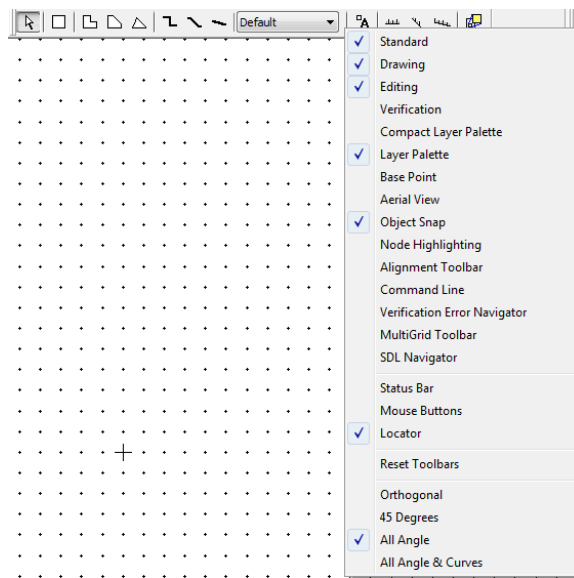 Default
A
Standard
Drawing
Editing
Verification
Compact Layer Palette
Layer Palette
Base Point
Aerial View
Object Snap
Node Highlighting
Alignment Toolbar
Command Line
Verification Error Navigator
MultiGrid Toolbar
SDL Navigator
Status Bar
Mouse Buttons
Locator
Reset Toolbars
Orthogonal
45 Degrees
All Angle
All Angle & Curves